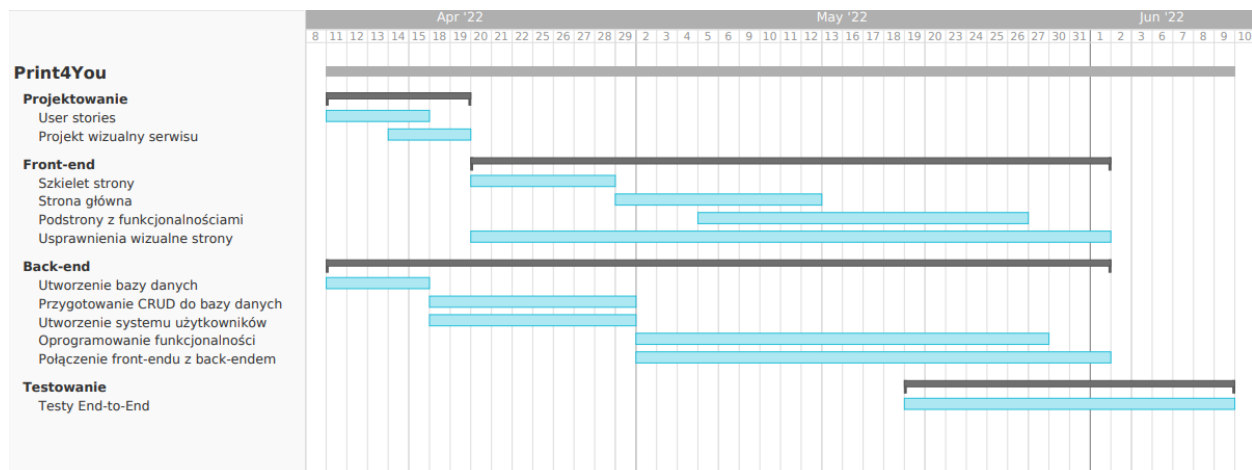 Apr '22 May '22 Jun '22
8 11 12 13 14 15 18 19 20 21 22 25 26 27 28 29 2 3 4 5 6 9 10 11 12 13 16 17 18 19 20 23 24 25 26 27 30 31 1 2 3 6 7 8 9 10
Print4You
Projektowanie
User stories
Projekt wizualny serwisu
Front-end
Szkielet strony
Strona główna
Podstrony z funkcjonalnościami
Usprawnienia wizualne strony
Back-end
Utworzenie bazy danych
Przygotowanie CRUD do bazy danych
Utworzenie systemu użytkowników
Oprogramowanie funkcjonalności
Połączenie front-endu z back-endem
Testowanie
Testy End-to-End